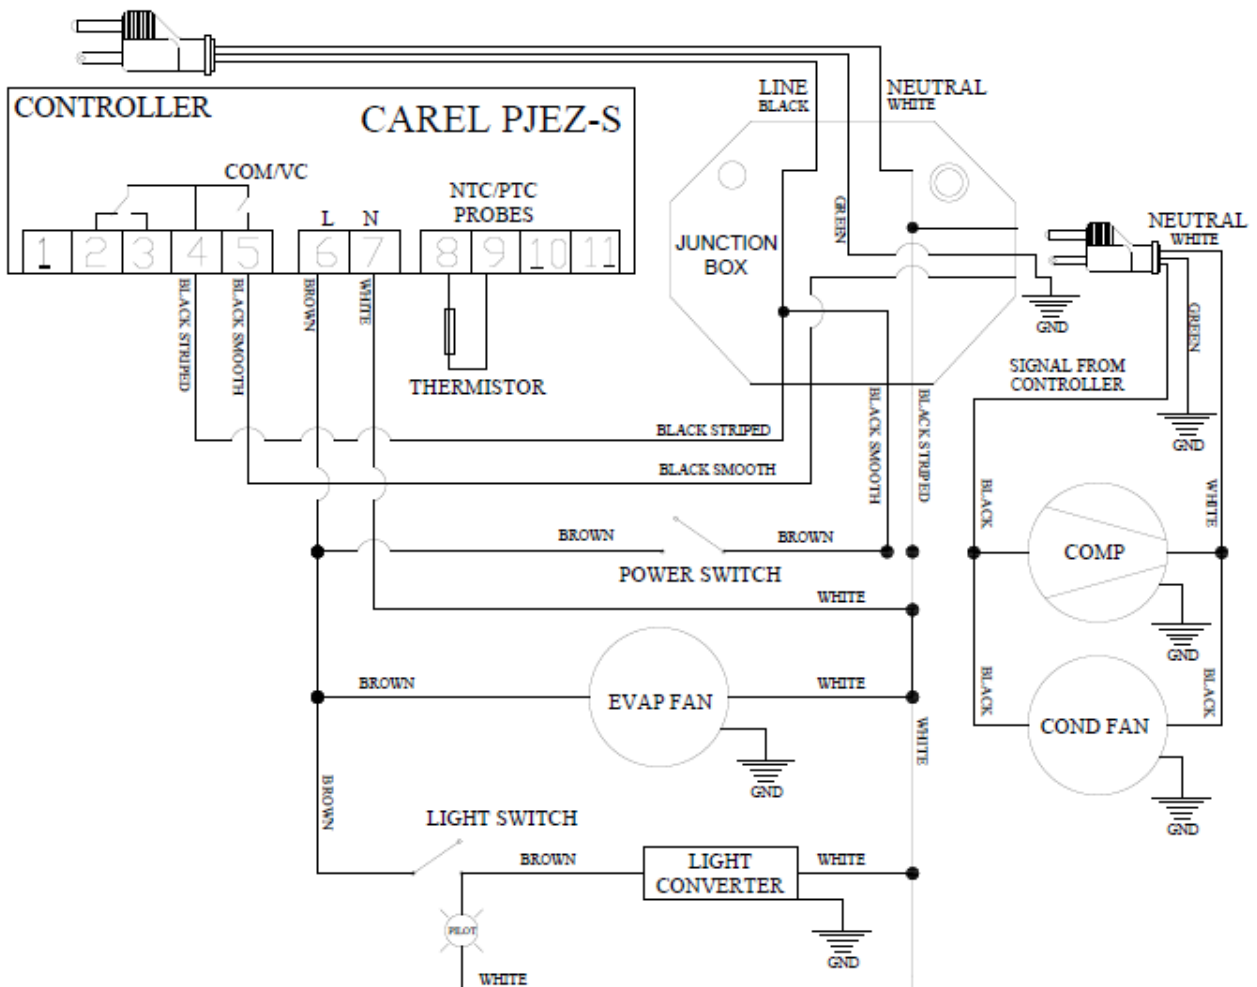 LINE
BLACK
NEUTRAL
WHITE
CONTROLLER
CAREL PJEZ-S
COM/VC
L
N
NTC/PTC
PROBES
1
2
3
4
5
6
7
8
9
10
11
GREEN
JUNCTION
BOX
NEUTRAL
WHITE
GND
GREEN
BLACK STRIPED
BLACK SMOOTH
BROWN
WHITE
THERMISTOR
SIGNAL FROM
CONTROLLER
GND
BLACK STRIPED
BLACK SMOOTH
BLACK SMOOTH
BLACK STRIPED
BLACK
WHITE
BROWN
BROWN
POWER SWITCH
COMP
WHITE
GND
BROWN
EVAP FAN
WHITE
WHITE
BLACK
COND FAN
BLACK
GND
GND
BROWN
LIGHT SWITCH
BROWN
LIGHT
CONVERTER
WHITE
PILOT
GND
WHITE